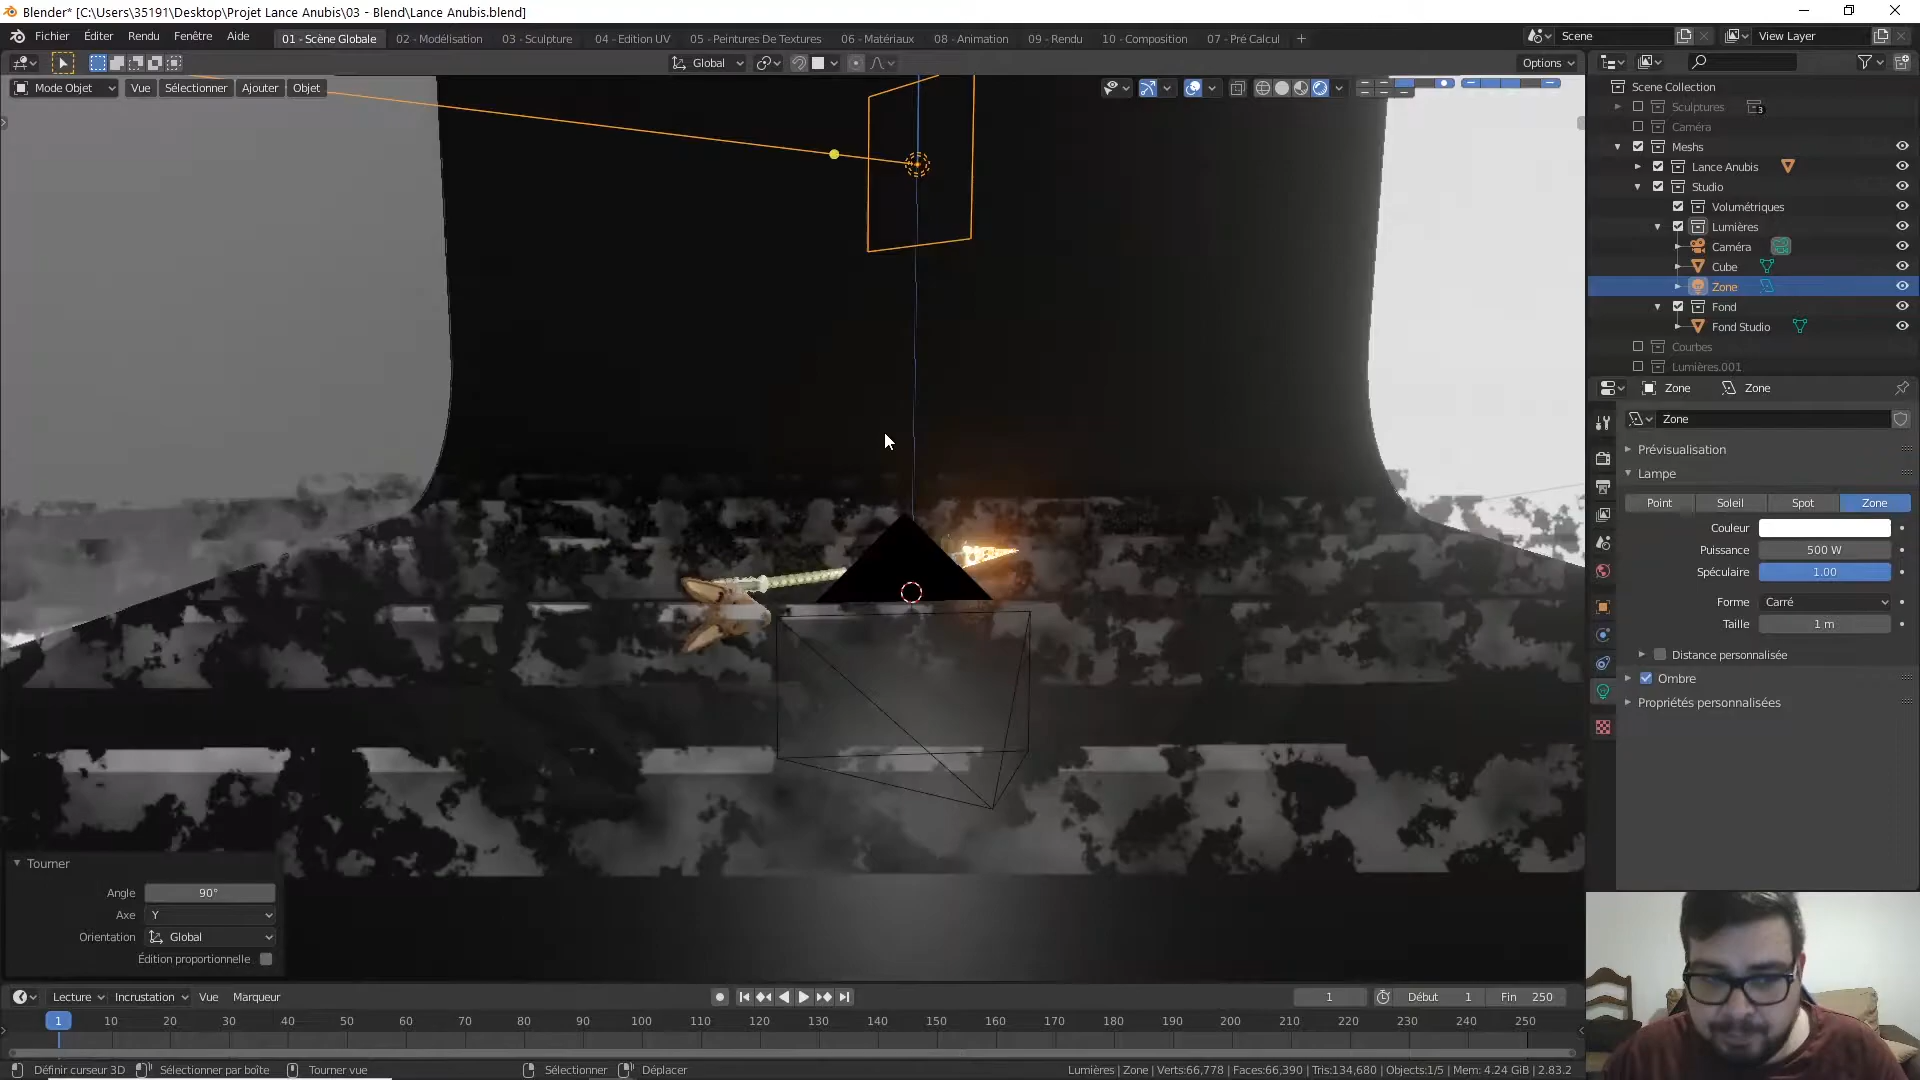 Blender* [C:\Users\35191\Desktop\Projet Lance Anubis\03 - Blend\Lance Anubis.blend]
Fichier Éditer Rendu Fenêtre Aide 01 - Scène Globale 02 - Modélisation 03 - Sculpture 04 - Edition UV 05 - Peintures De Textures 06 - Matériaux 08 - Animation 09 - Rendu 10 - Composition 07 - Pré Calcul + Scene View Layer
Global Options
Mode Objet Vue Sélectionner Ajouter Objet
Scene Collection
Sculptures 3
Caméra
Meshs
Lance Anubis
Studio
Volumétriques
Lumières
Caméra
Cube
Zone
Fond
Fond Studio
Courbes
Lumières.001
Zone Zone
Zone
Prévisualisation
Lampe
Point Soleil Spot Zone
Couleur
Puissance 500 W
Spéculaire 1.00
Forme Carré
Taille 1 m
Distance personnalisée
Ombre
Propriétés personnalisées
Tourner
Angle 90°
Axe Y
Orientation Global
Édition proportionnelle
Lecture Incrustation Vue Marqueur 1 Début 1 Fin 250
1 10 20 30 40 50 60 70 80 90 100 110 120 130 140 150 160 170 180 190 200 210 220 230 240 250
Définir curseur 3D Sélectionner par boîte Tourner vue Sélectionner Déplacer Lumières | Zone | Verts:66,778 | Faces:66,390 | Tris:134,680 | Objects:1/5 | Mem: 4.24 GiB | 2.83.2